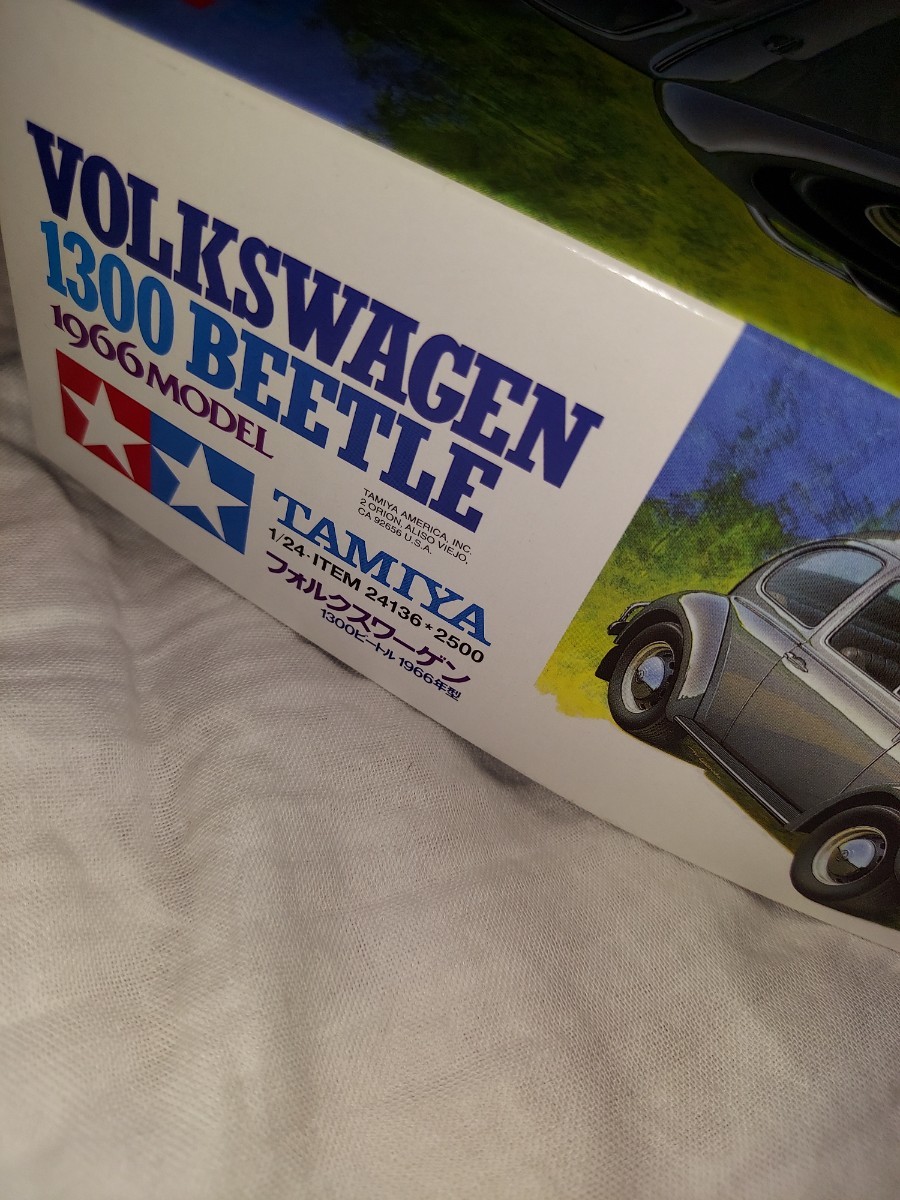 VOLKSWAGEN
1300 BEETLE
1966 MODEL
TAMIYA AMERICA, INC.
2 ORION, ALISO VIEJO,
CA 92656 U.S.A.
TAMIYA
1/24・ITEM 24136★2500
フォルクスワーゲン
1300ビートル 1966年型